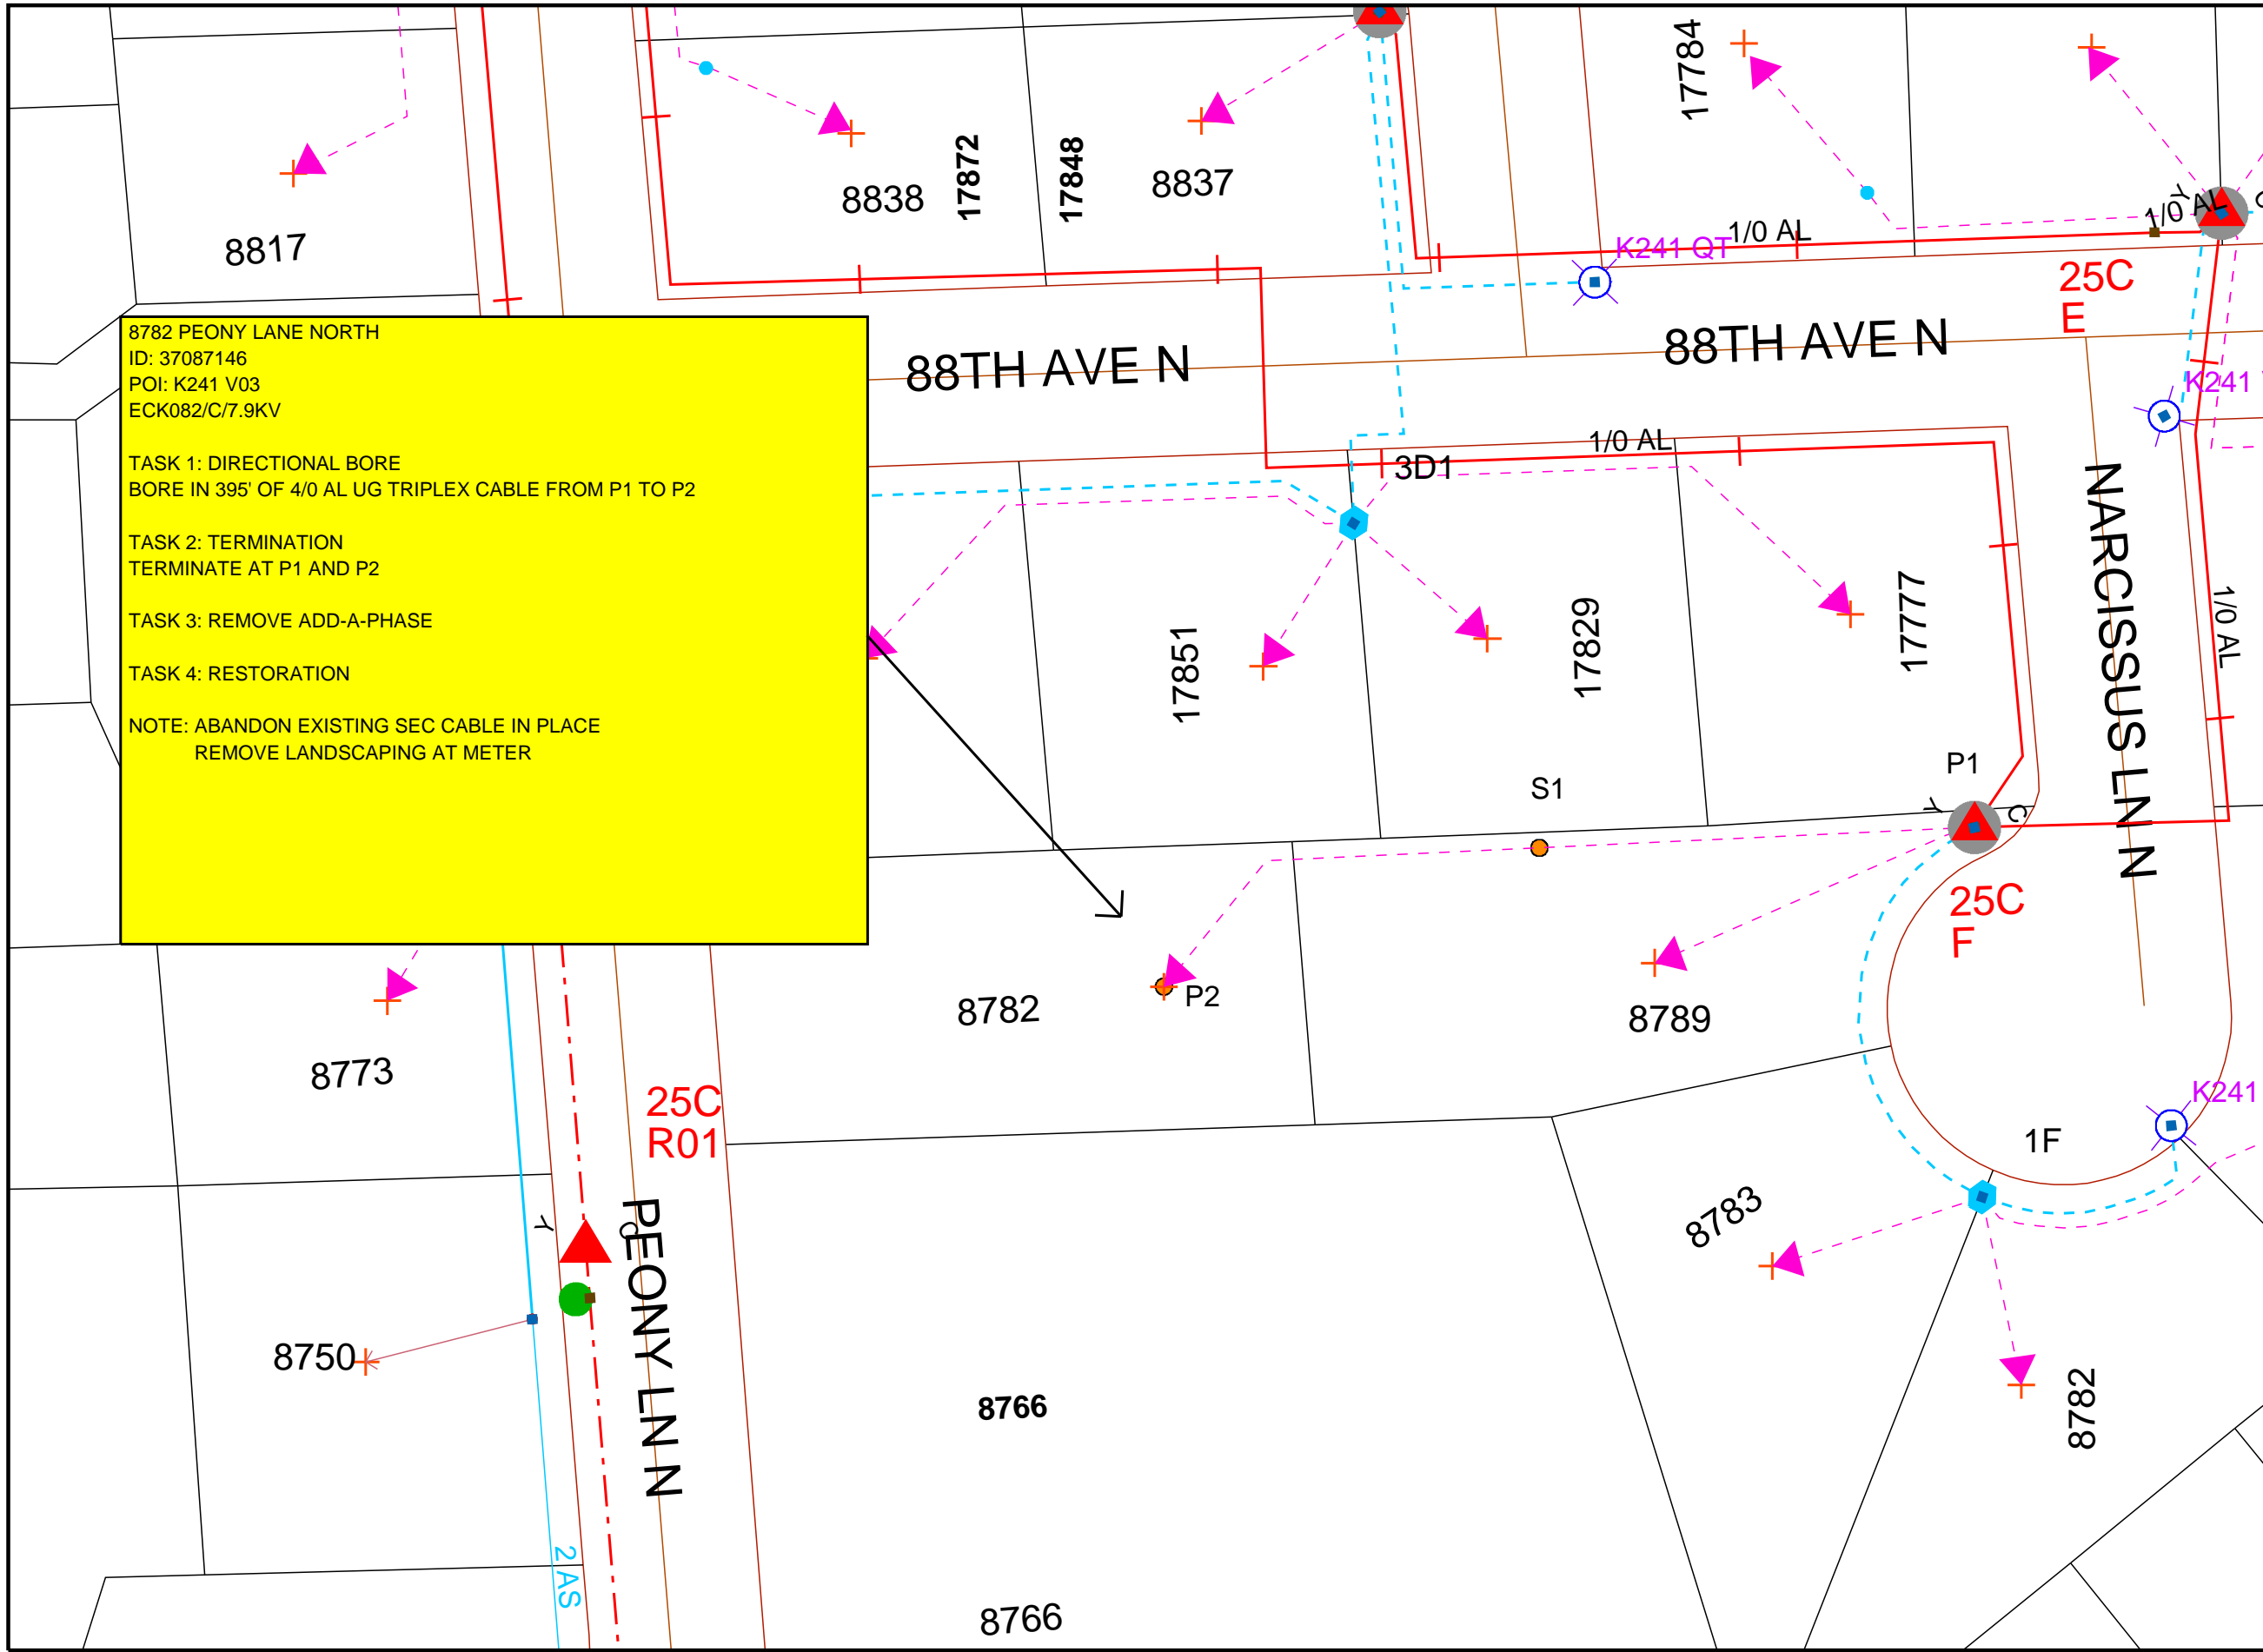 17784
17872
17848
8838
8837
8817
1/0 AL
1/0 AL
Y
K241 QT
25C
E
88TH AVE N
88TH AVE N
K241
8782 PEONY LANE NORTH
ID: 37087146
POI: K241 V03
ECK082/C/7.9KV
TASK 1: DIRECTIONAL BORE
BORE IN 395' OF 4/0 AL UG TRIPLEX CABLE FROM P1 TO P2
TASK 2: TERMINATION
TERMINATE AT P1 AND P2
TASK 3: REMOVE ADD-A-PHASE
TASK 4: RESTORATION
NOTE: ABANDON EXISTING SEC CABLE IN PLACE
REMOVE LANDSCAPING AT METER
1/0 AL
3D1
NARCISSUS LN N
1/0 AL
17851
17829
17777
P1
S1
Y
C
25C
F
P2
8782
8789
8773
25C
R01
K241
1F
8783
Y
C
PEONY LN N
8750
8766
8782
2 AS
8766